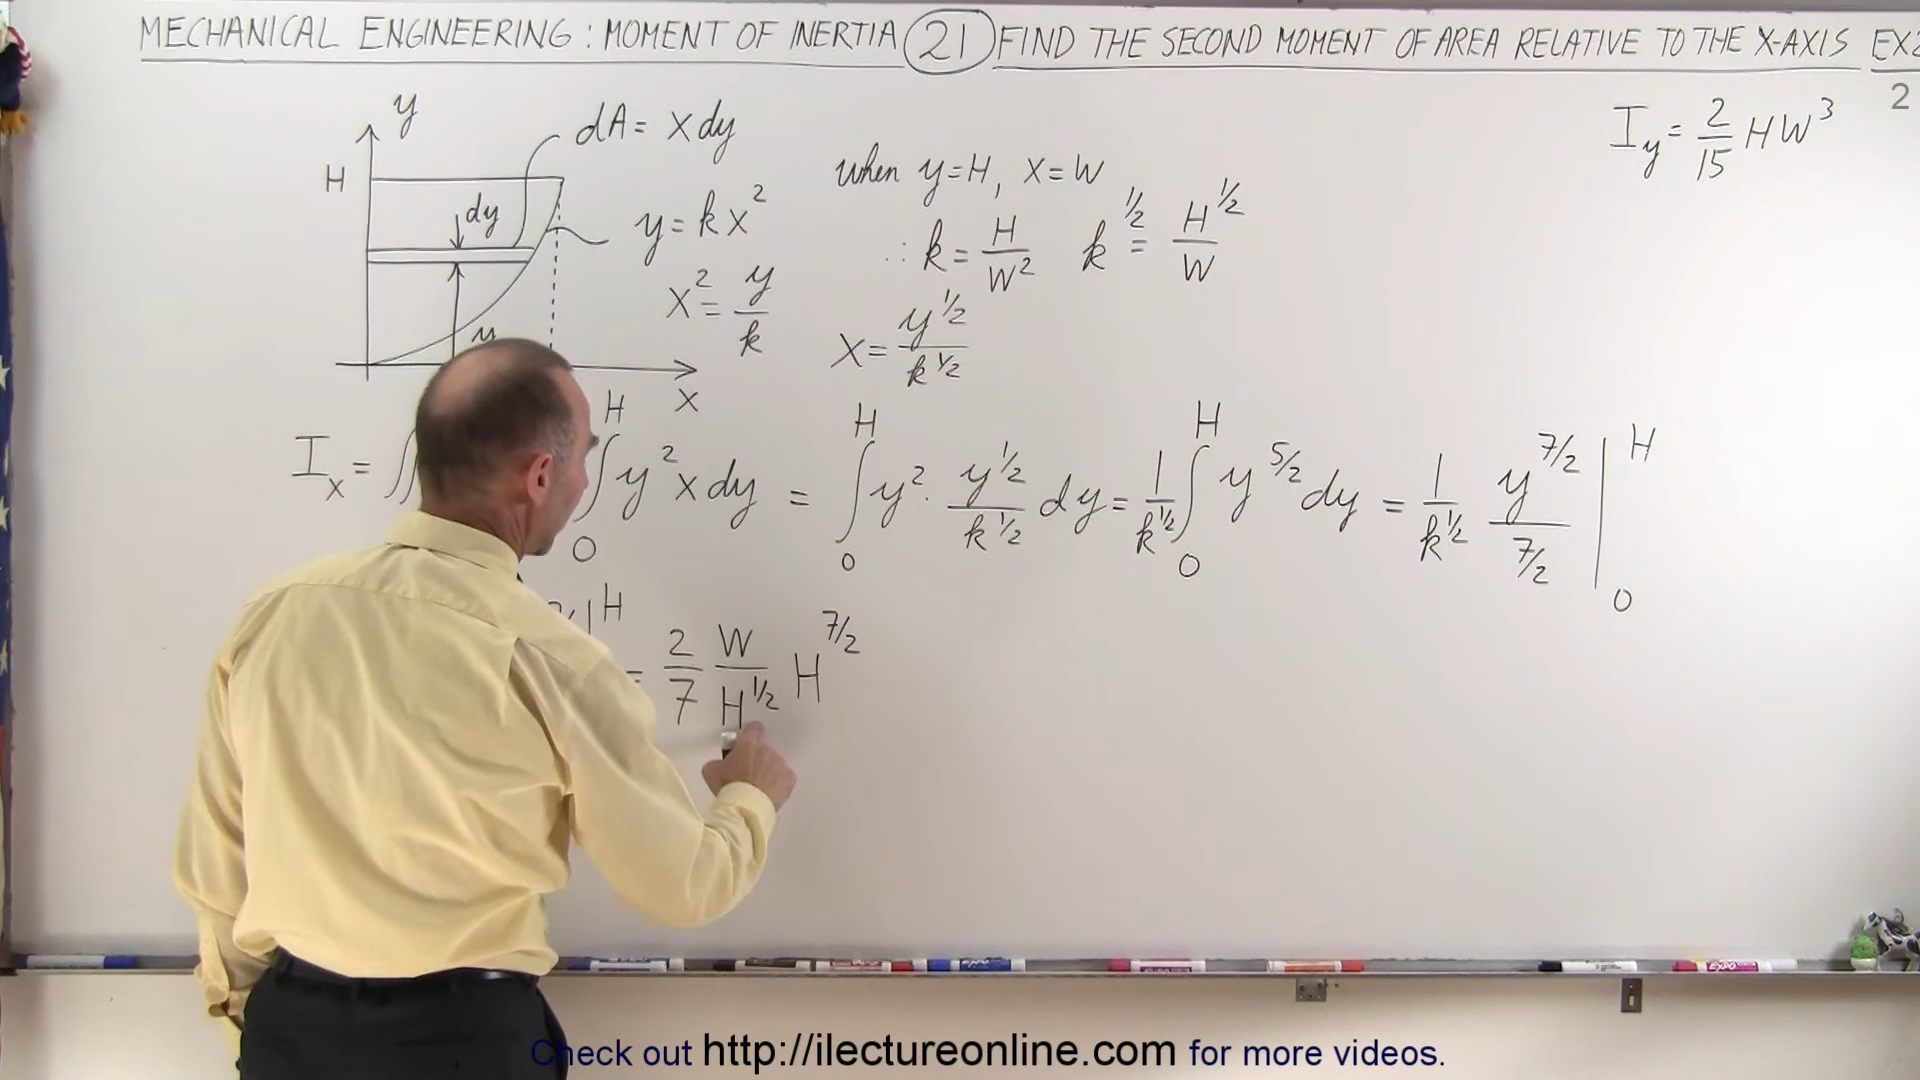 MECHANICAL ENGINEERING : MOMENT OF INERTIA 21 FIND THE SECOND MOMENT OF AREA RELATIVE TO THE X-AXIS EX2
2
I_y = 2/15 HW³
y
dA = x dy
H
dy
y = kx²
x² = y/k
X
when y=H, x=W
∴ k = H/W² k^1/2 = H^1/2/W
x = y^1/2/k^1/2
I_x = ∫∫ ∫₀^H y² x dy = ∫₀^H y² · y^1/2/k^1/2 dy = 1/k^1/2 ∫₀^H y^5/2 dy = 1/k^1/2 y^7/2/7/2 |₀^H
|^H = 2/7 W/H^1/2 H^7/2
EXPO
Check out http://ilectureonline.com for more videos.